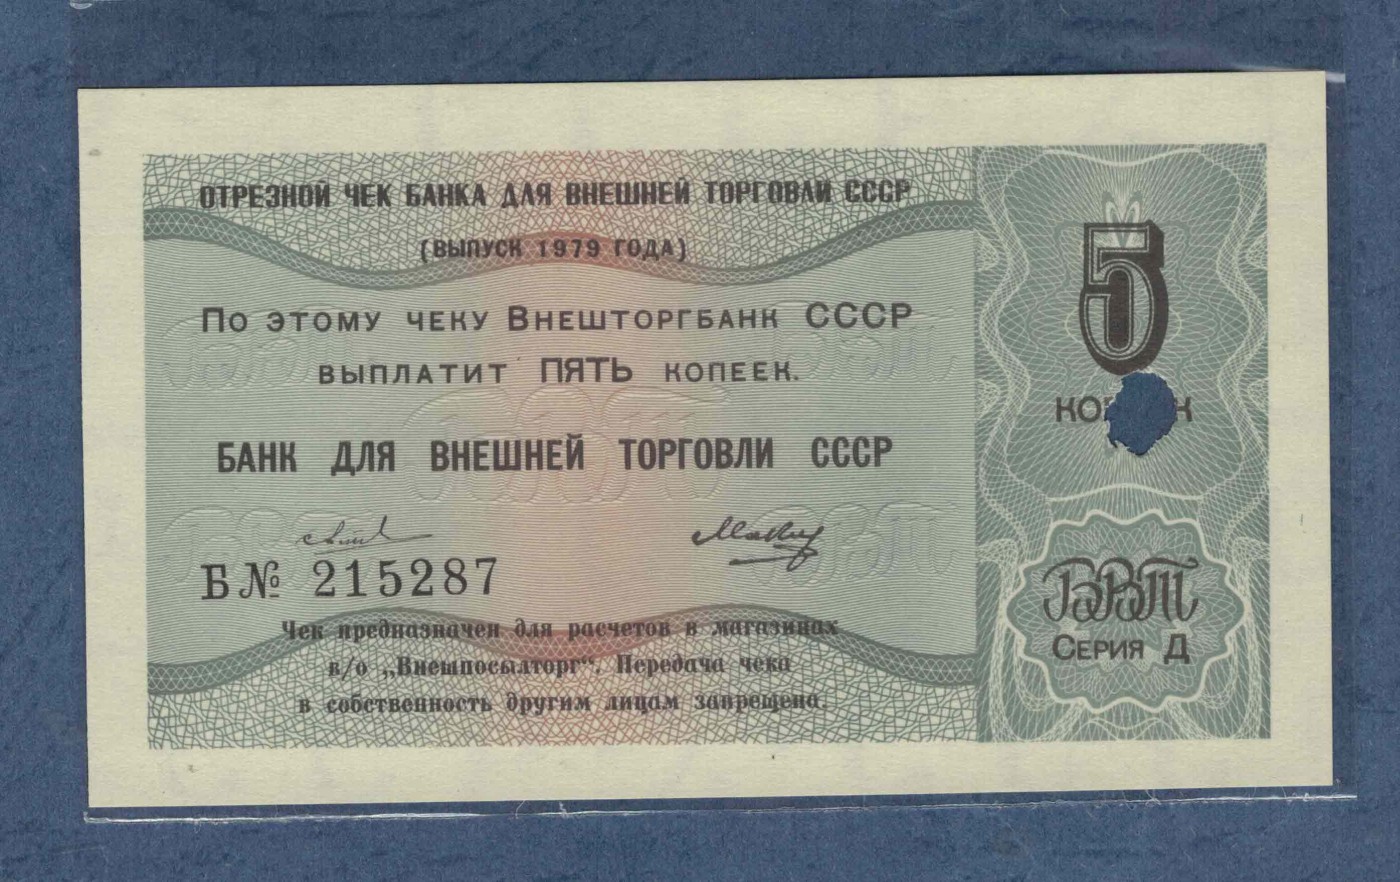 ОТРЕЗНОЙ ЧЕК БАНКА ДЛЯ ВНЕШНЕЙ ТОРГОВЛИ СССР
(ВЫПУСК 1979 ГОДА)
По этому чеку Внешторгбанк СССР
выплатит ПЯТЬ копеек.
БАНК ДЛЯ ВНЕШНЕЙ ТОРГОВЛИ СССР
Б № 215287
Чек предназначен для расчетов в магазинах
в/о „Внешпосылторг“. Передача чека
в собственность другим лицам запрещена.
5
БВТ
Серия Д